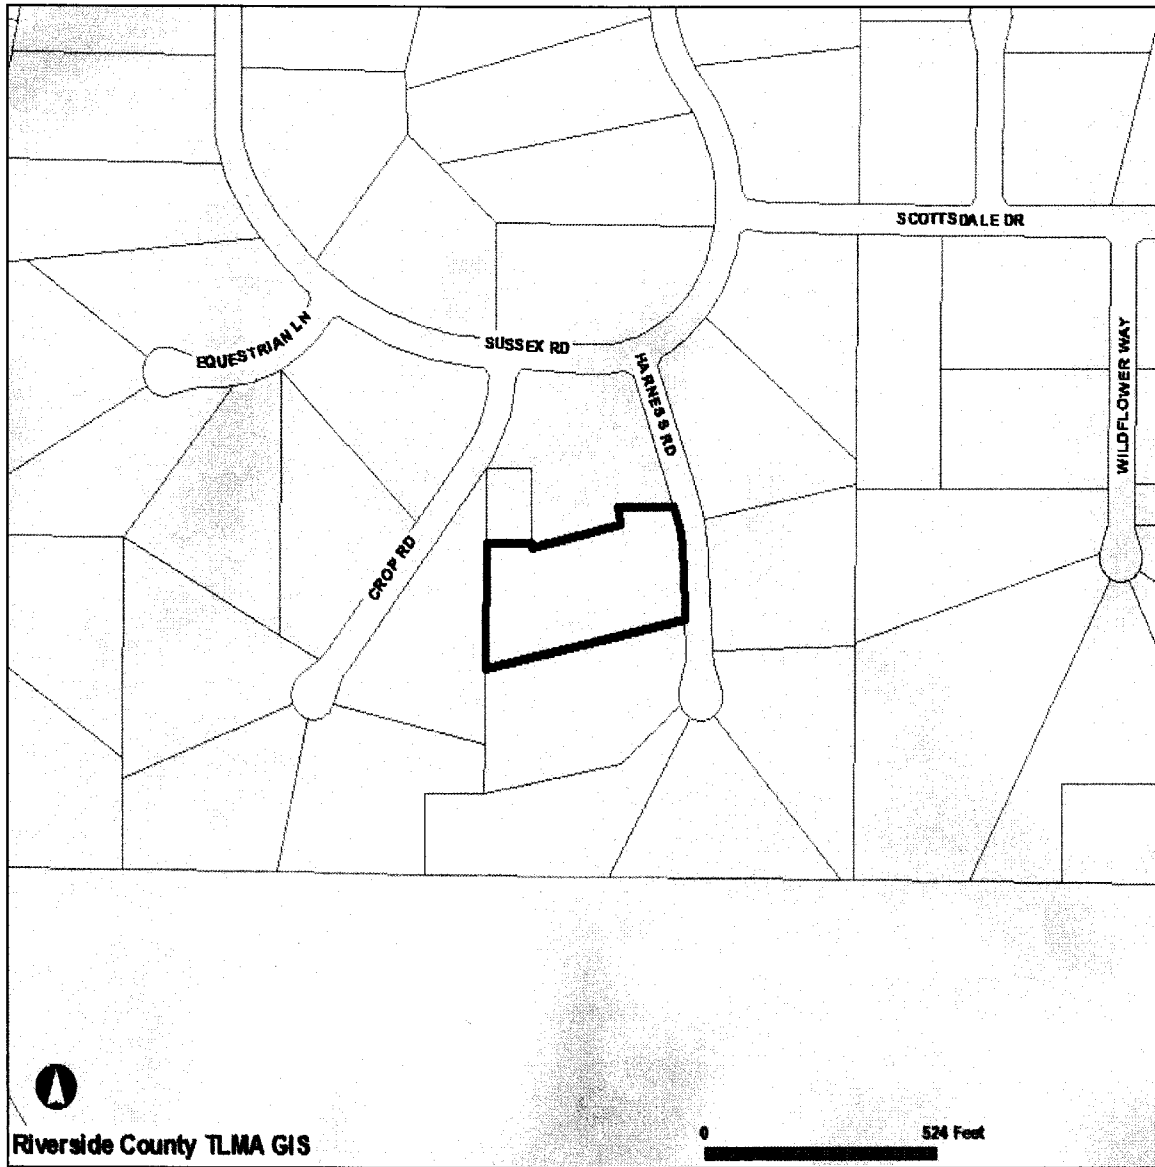 SCOTTSDALE DR
EQUESTRIAN LN
SUSSEX RD
HARNESS RD
WILDFLOWER WAY
CROP RD
Riverside County TLMA GIS
0
524 Feet